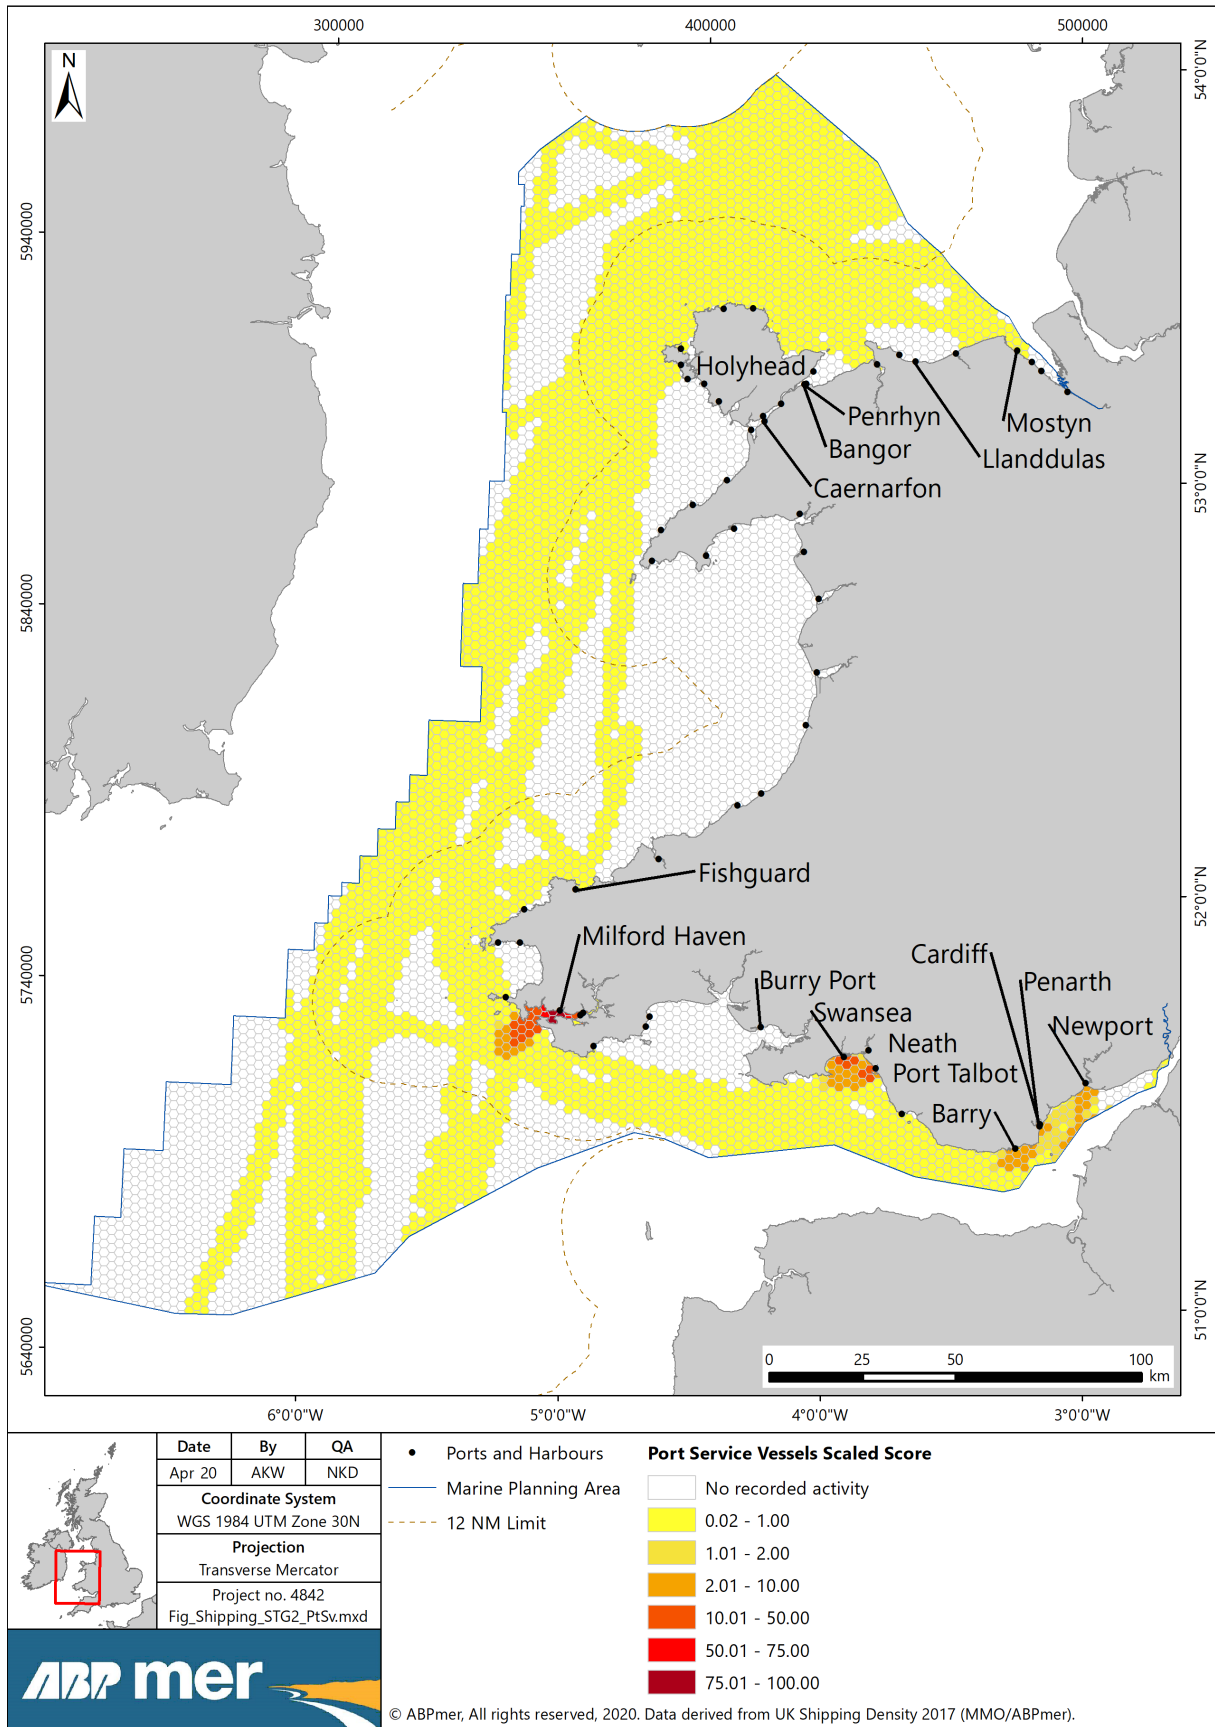 300000 400000 500000
N
54°0'0"N
5940000
Holyhead
Penrhyn
Mostyn
Bangor
Llanddulas
Caernarfon
53°0'0"N
5840000
Fishguard
52°0'0"N
Milford Haven
Cardiff
5740000
Burry Port
Penarth
Swansea
Newport
Neath
Port Talbot
Barry
51°0'0"N
5640000
0 25 50 100
km
6°0'0"W 5°0'0"W 4°0'0"W 3°0'0"W
Date By QA
Apr 20 AKW NKD
Coordinate System
WGS 1984 UTM Zone 30N
Projection
Transverse Mercator
Project no. 4842
Fig_Shipping_STG2_PtSv.mxd
ABP mer
Ports and Harbours
Marine Planning Area
12 NM Limit
Port Service Vessels Scaled Score
No recorded activity
0.02 - 1.00
1.01 - 2.00
2.01 - 10.00
10.01 - 50.00
50.01 - 75.00
75.01 - 100.00
© ABPmer, All rights reserved, 2020. Data derived from UK Shipping Density 2017 (MMO/ABPmer).